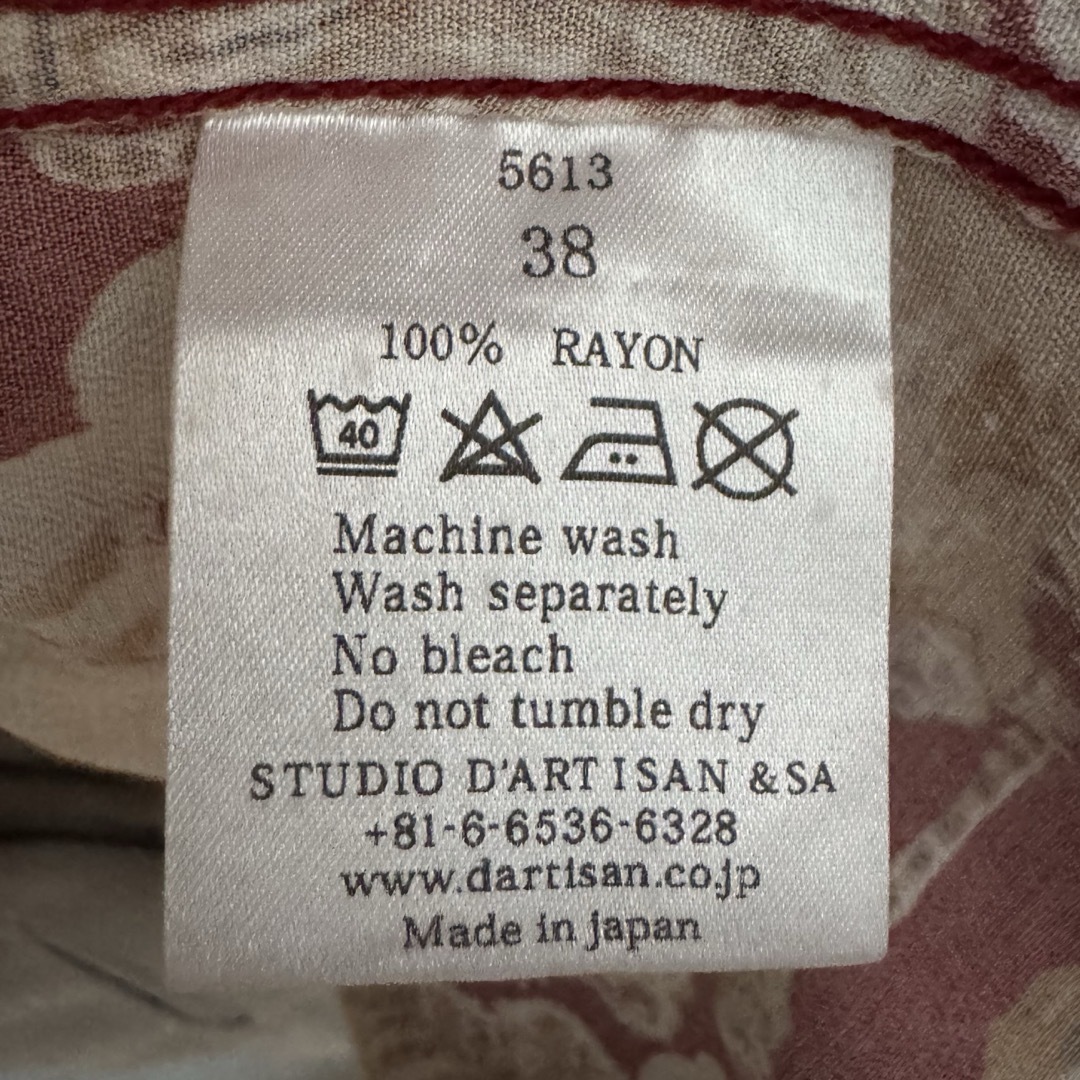 5613
38
100% RAYON
40
Machine wash
Wash separately
No bleach
Do not tumble dry
STUDIO D'ARTISAN &SA
+81-6-6536-6328
www.dartisan.co.jp
Made in japan